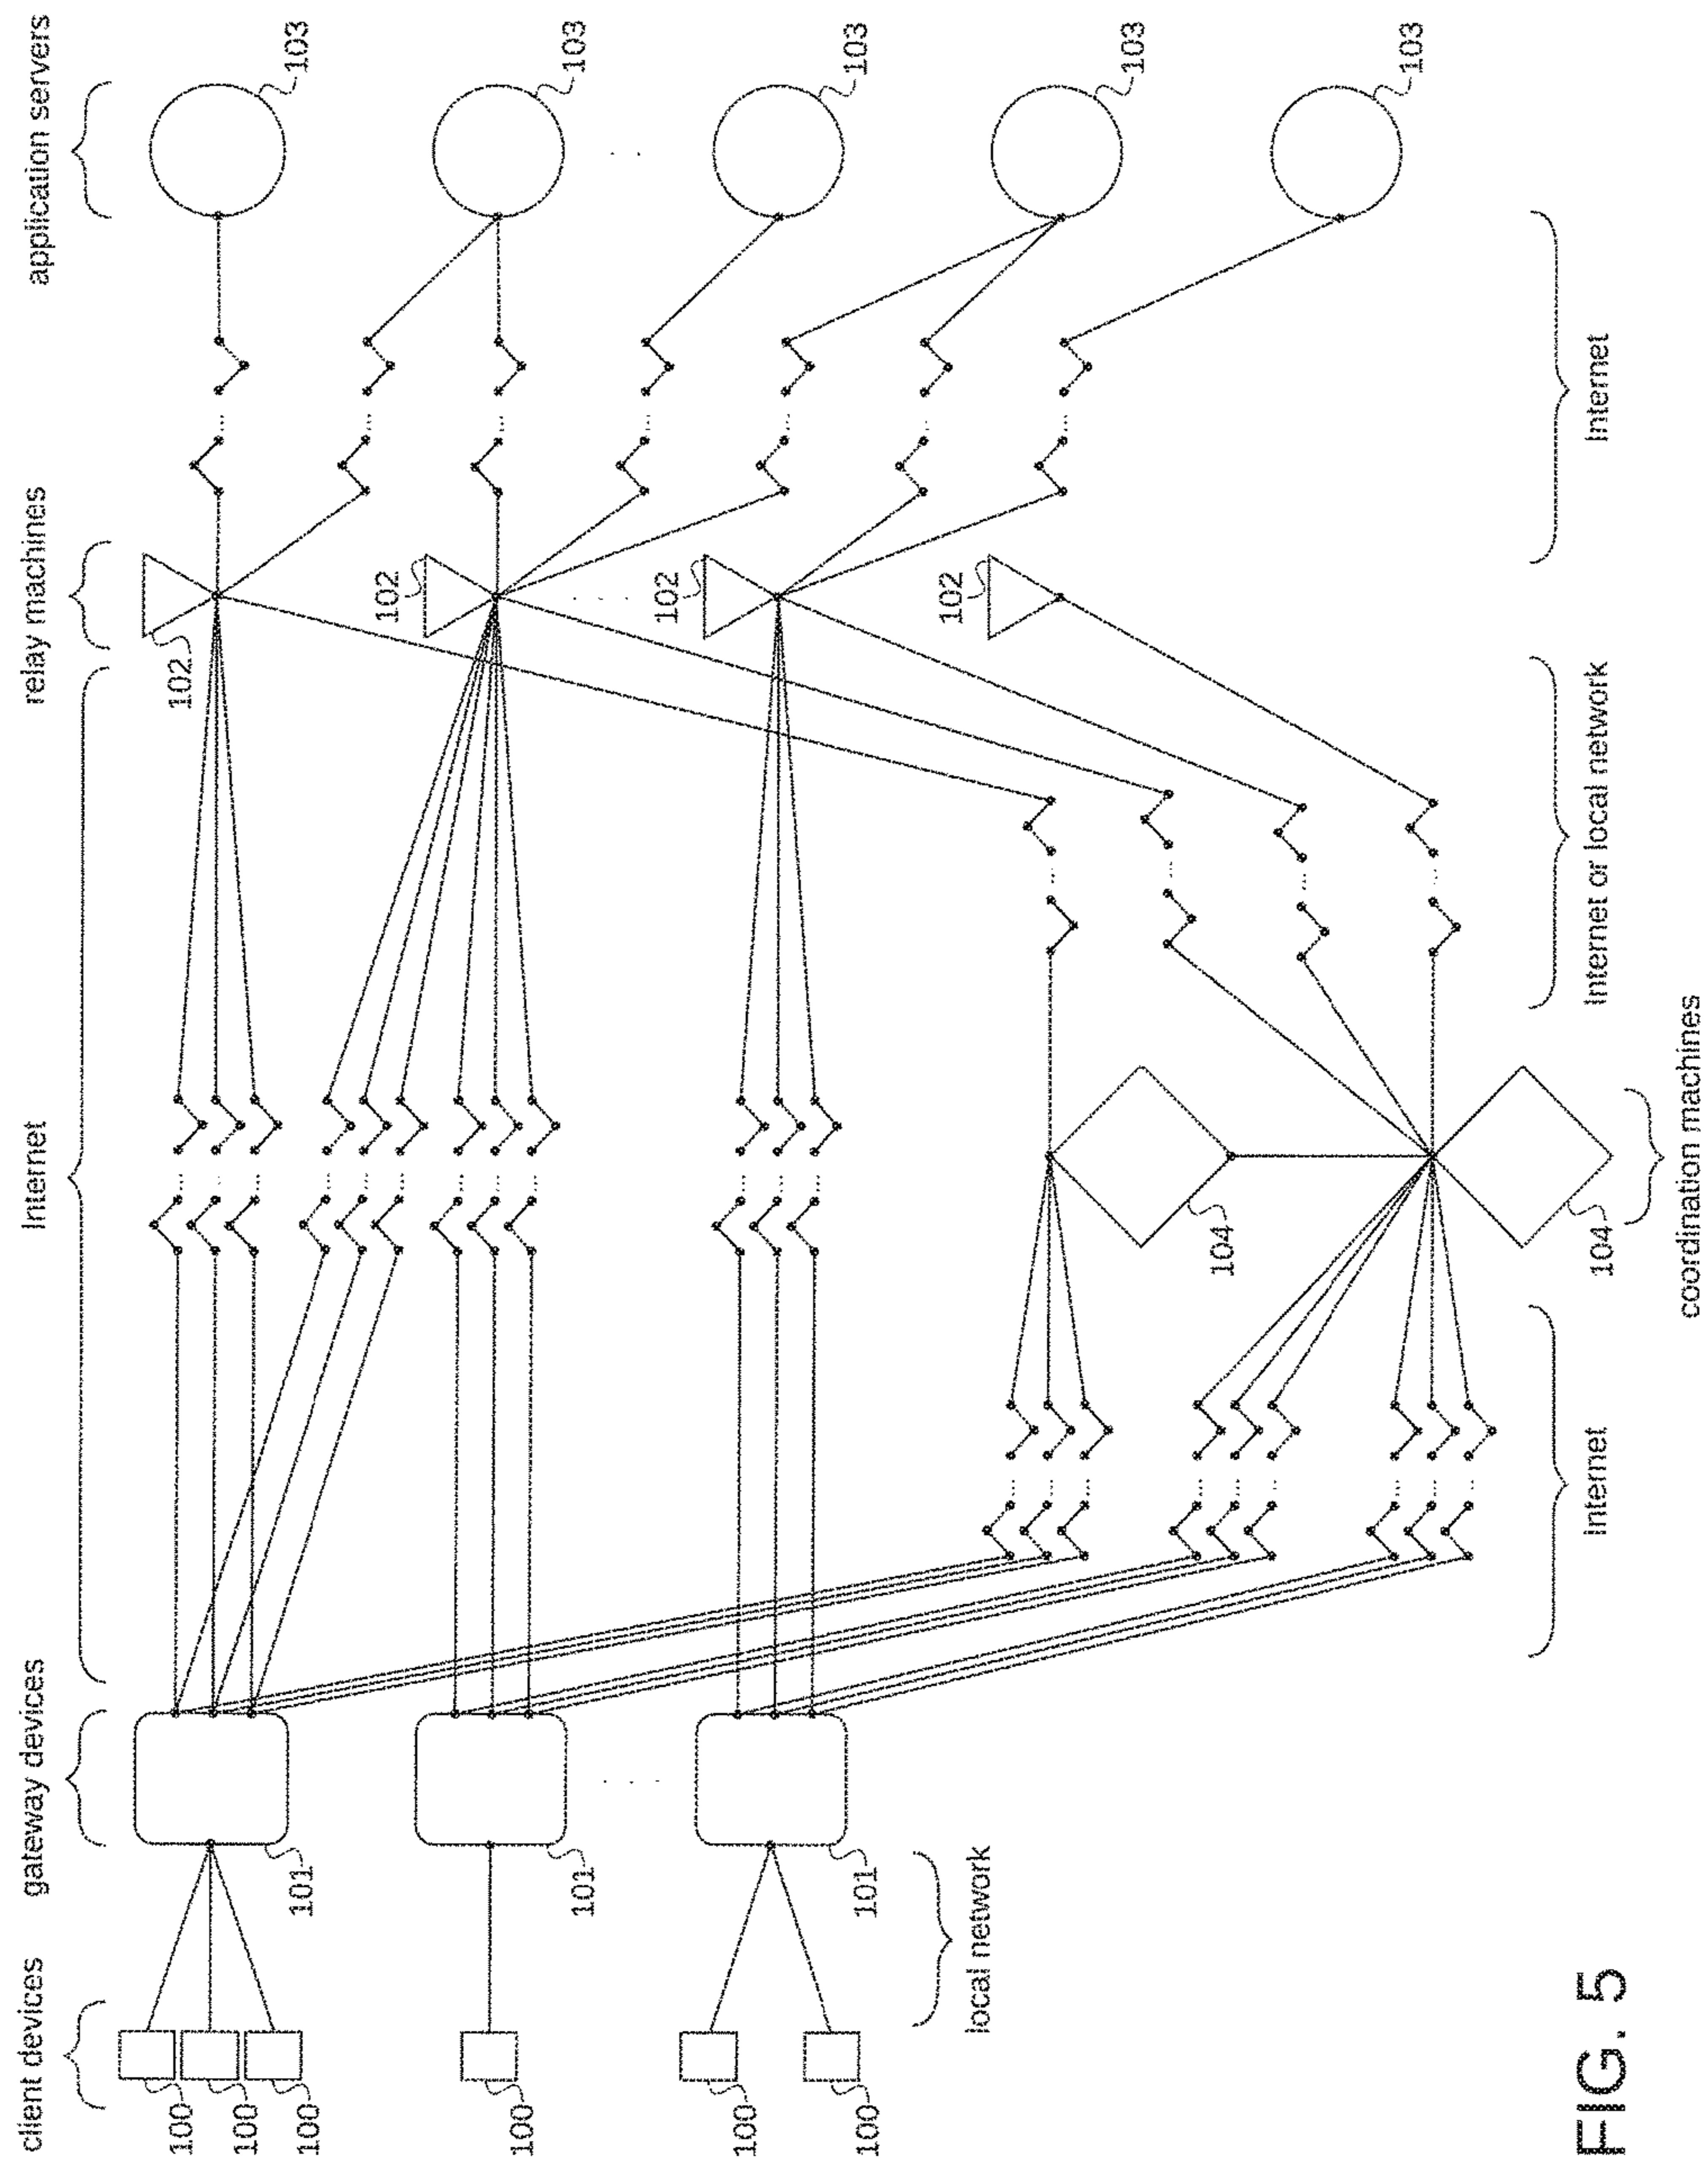 client devices
gateway devices
Internet
relay machines
application servers
100
100
100
101
102
103
100
101
102
103
100
100
101
102
103
local network
102
103
103
104
104
Internet
coordination machines
Internet or local network
Internet
FIG. 5